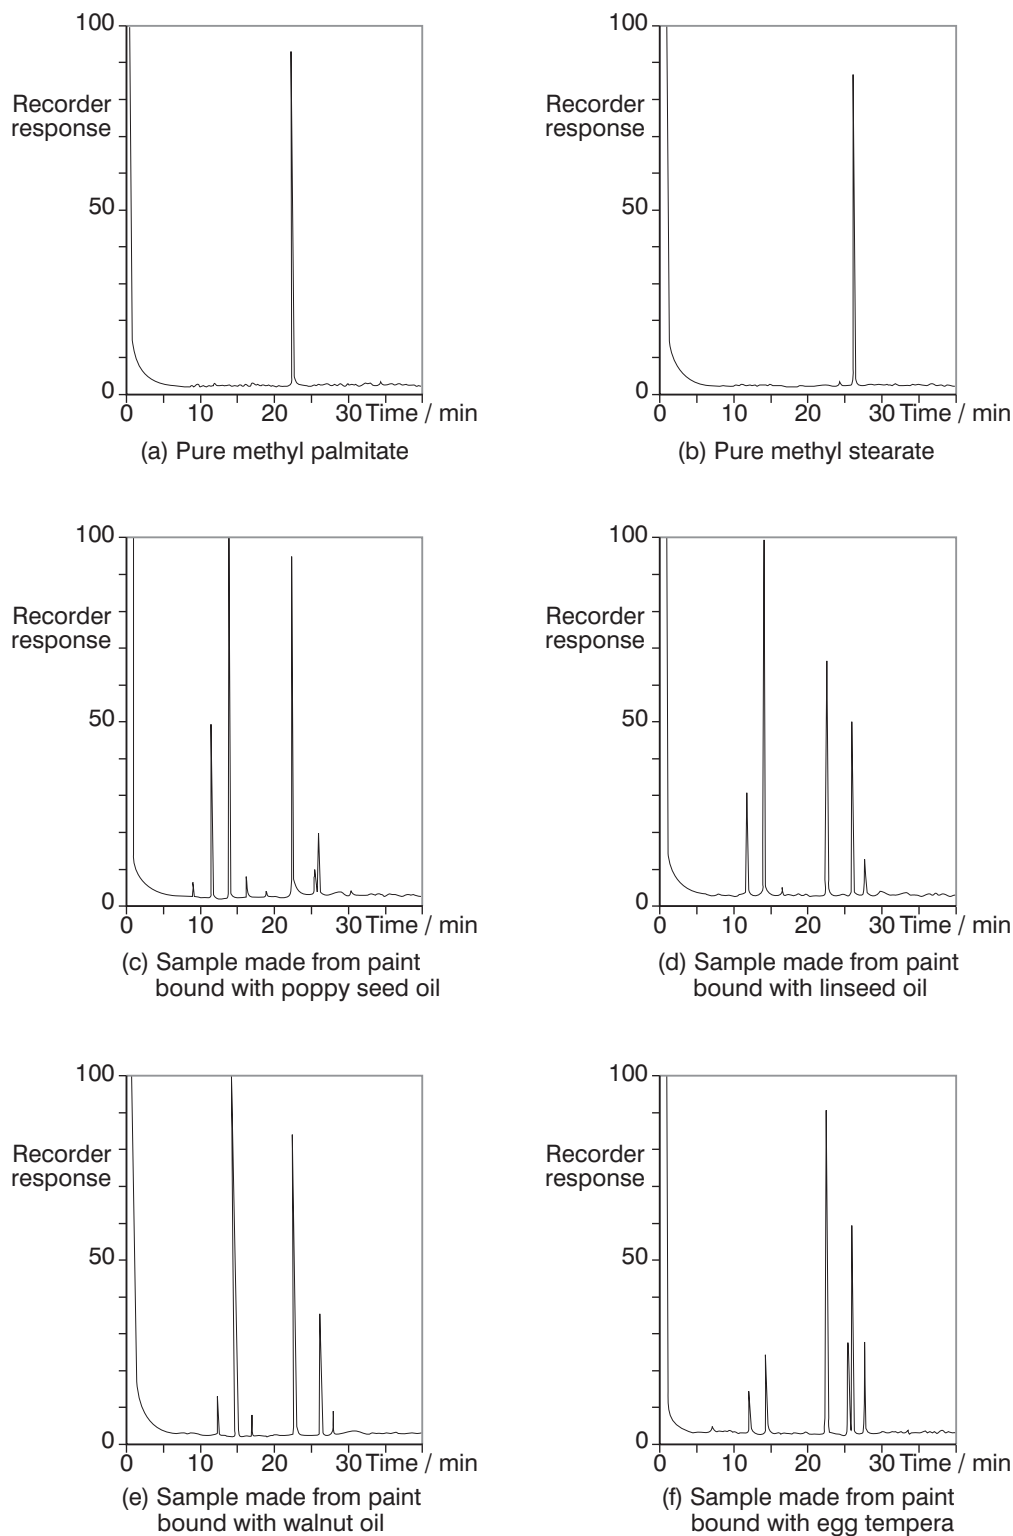 100
100
Recorder
response
Recorder
response
50
50
0
0
0 10 20 30 Time / min
0 10 20 30 Time / min
(a) Pure methyl palmitate
(b) Pure methyl stearate
100
100
Recorder
response
Recorder
response
50
50
0
0
0 10 20 30 Time / min
0 10 20 30 Time / min
(c) Sample made from paint
bound with poppy seed oil
(d) Sample made from paint
bound with linseed oil
100
100
Recorder
response
Recorder
response
50
50
0
0
0 10 20 30 Time / min
0 10 20 30 Time / min
(e) Sample made from paint
bound with walnut oil
(f) Sample made from paint
bound with egg tempera